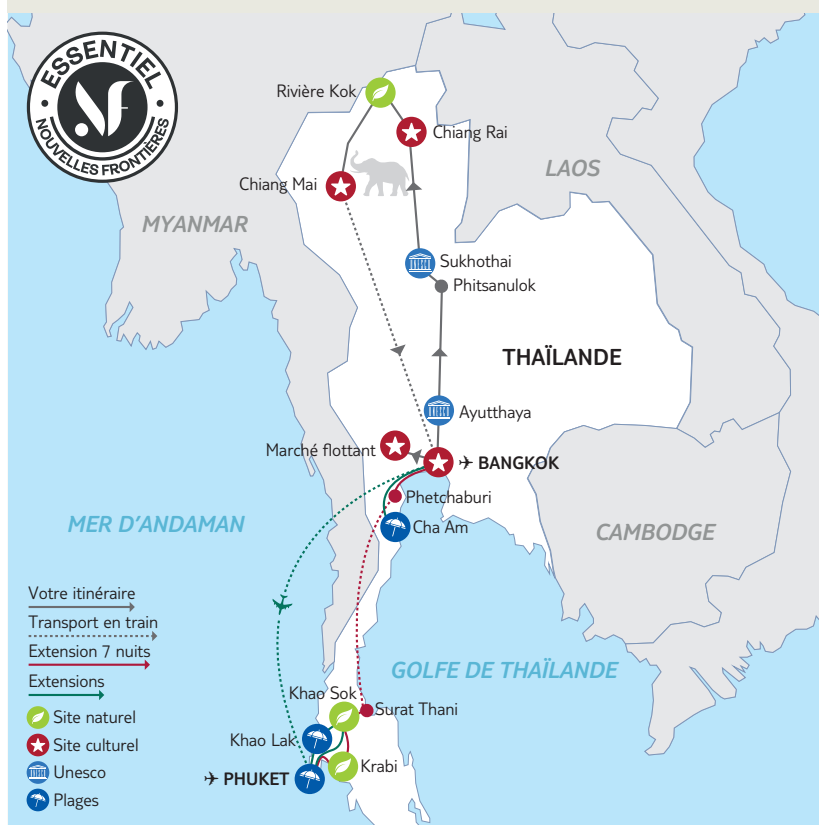 ESSENTIEL
NOUVELLES FRONTIÈRES
Rivière Kok
Chiang Rai
Chiang Mai
LAOS
MYANMAR
Sukhothai
Phitsanulok
THAÏLANDE
Ayutthaya
Marché flottant
BANGKOK
Phetchaburi
MER D'ANDAMAN
Cha Am
CAMBODGE
Votre itinéraire
Transport en train
Extension 7 nuits
Extensions
Site naturel
Site culturel
Unesco
Plages
GOLFE DE THAÏLANDE
Khao Sok
Surat Thani
Khao Lak
Krabi
PHUKET